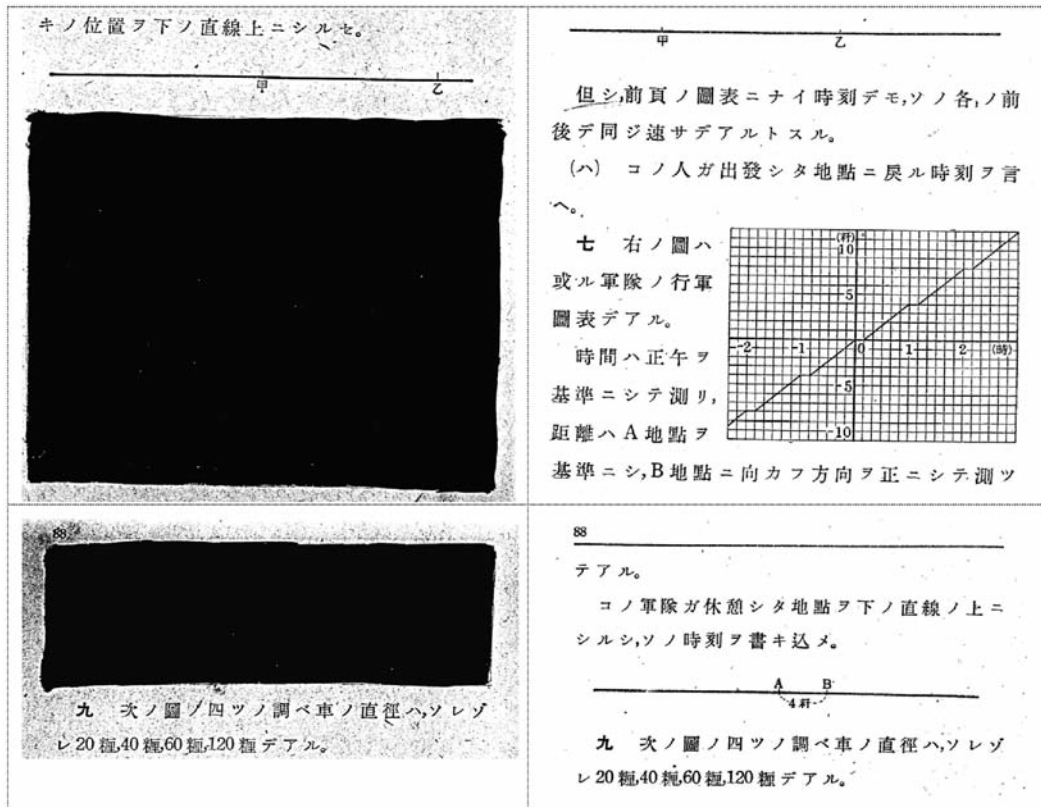 キノ位置ヲ下ノ直線上ニシルセ。
甲 乙
甲 乙
但シ,前頁ノ圖表ニナイ時刻デモ,ソノ各〻ノ前
後デ同ジ速サデアルトスル。
(ハ) コノ人ガ出發シタ地點ニ戾ル時刻ヲ言
ヘ。
七 右ノ圖ハ
或ル軍隊ノ行軍
圖表デアル。
時間ハ正午ヲ
基準ニシテ測リ,
距離ハA地點ヲ
基準ニシ,B地點ニ向カフ方向ヲ正ニシテ測ツ
(粁)
10
5
-2 -1 0 1 2 (時)
-5
-10
88
九 次ノ圖ノ四ツノ調ベ車ノ直徑ハ,ソレゾ
レ20糎,40糎,60糎,120糎デアル。
88
テアル。
コノ軍隊ガ休憩シタ地點ヲ下ノ直線ノ上ニ
シルシ,ソノ時刻ヲ書キ込メ。
A B
4粁
九 次ノ圖ノ四ツノ調ベ車ノ直徑ハ,ソレゾ
レ20糎,40糎,60糎,120糎デアル。